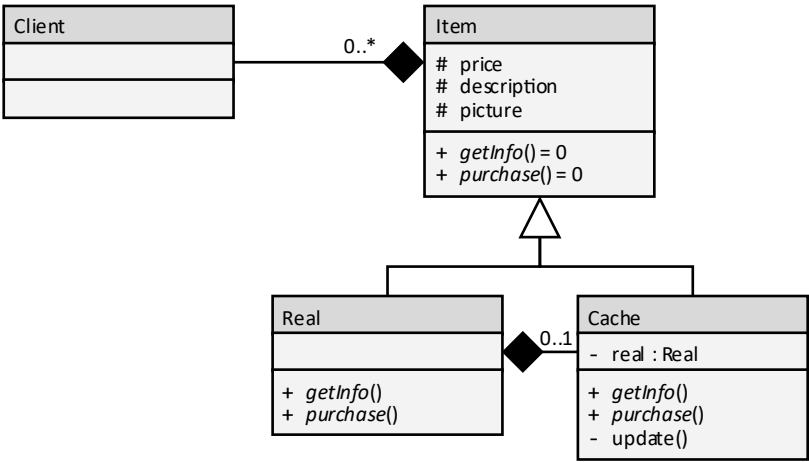 Client
0..*
Item
# price
# description
# picture
+ getInfo() = 0
+ purchase() = 0
Real
+ getInfo()
+ purchase()
0..1
Cache
- real : Real
+ getInfo()
+ purchase()
- update()